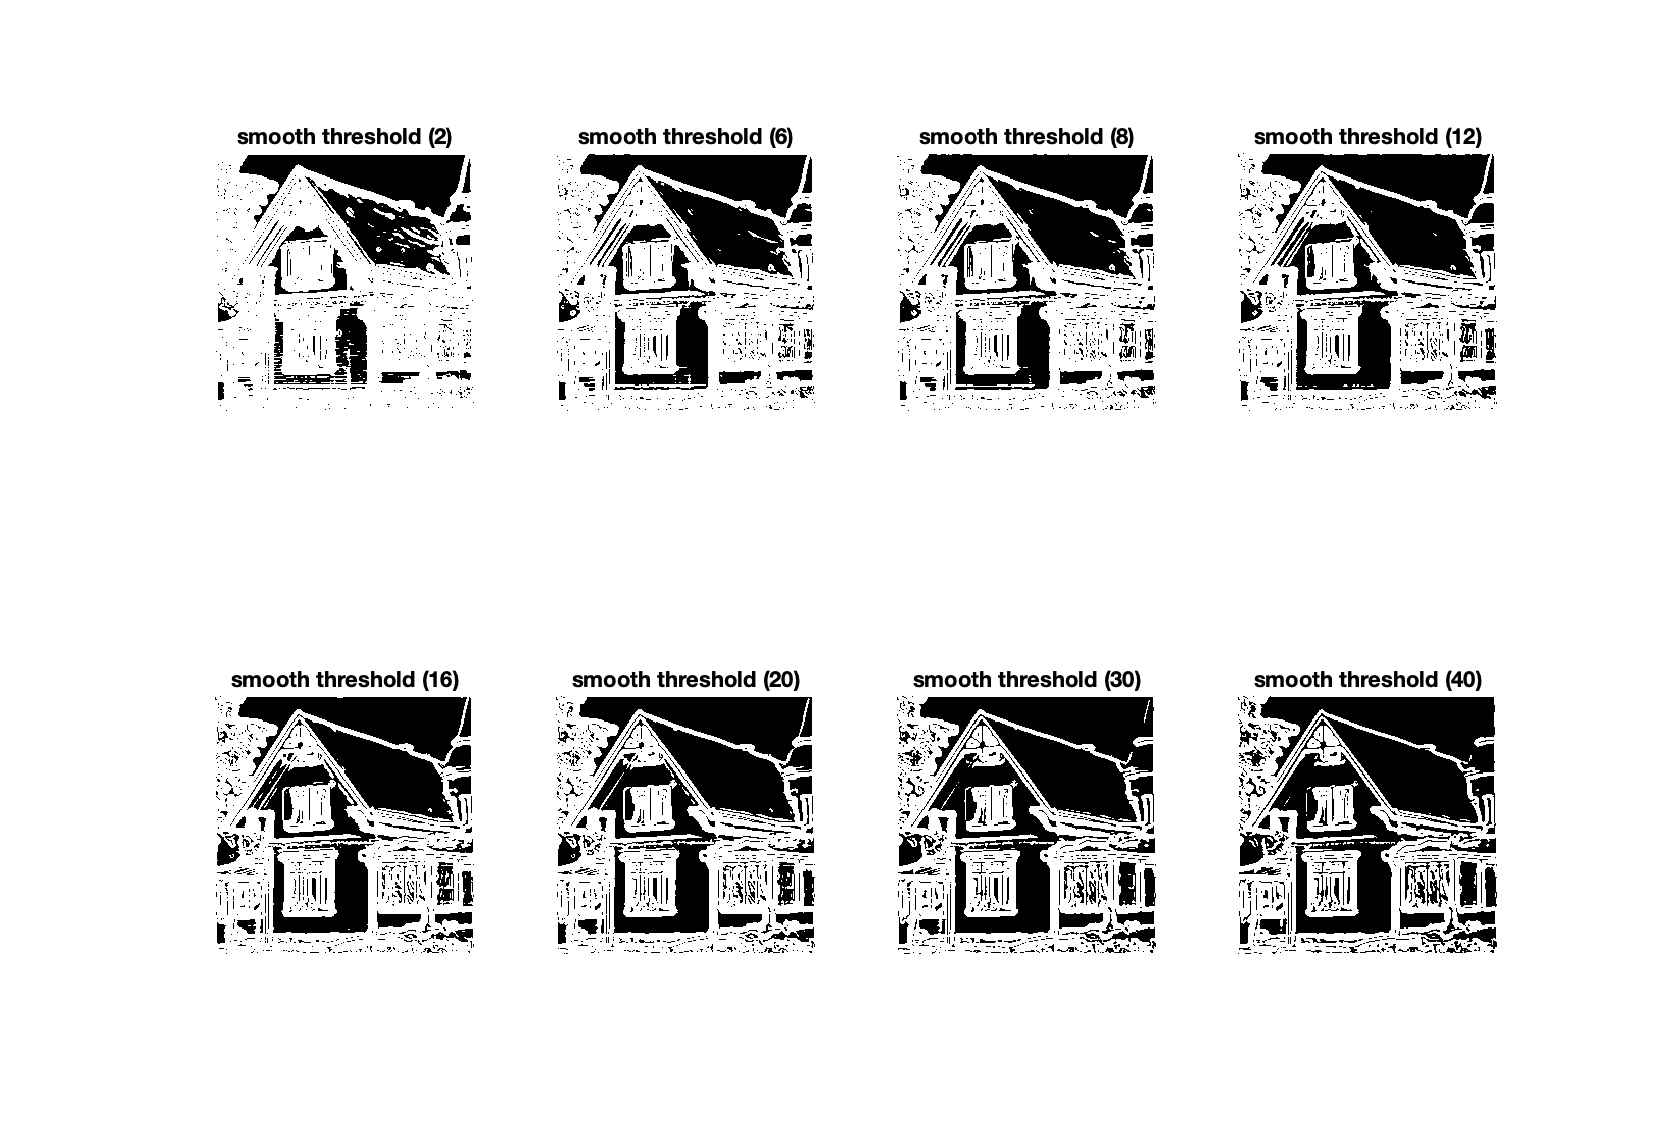 smooth threshold (2)
smooth threshold (6)
smooth threshold (8)
smooth threshold (12)
smooth threshold (16)
smooth threshold (20)
smooth threshold (30)
smooth threshold (40)